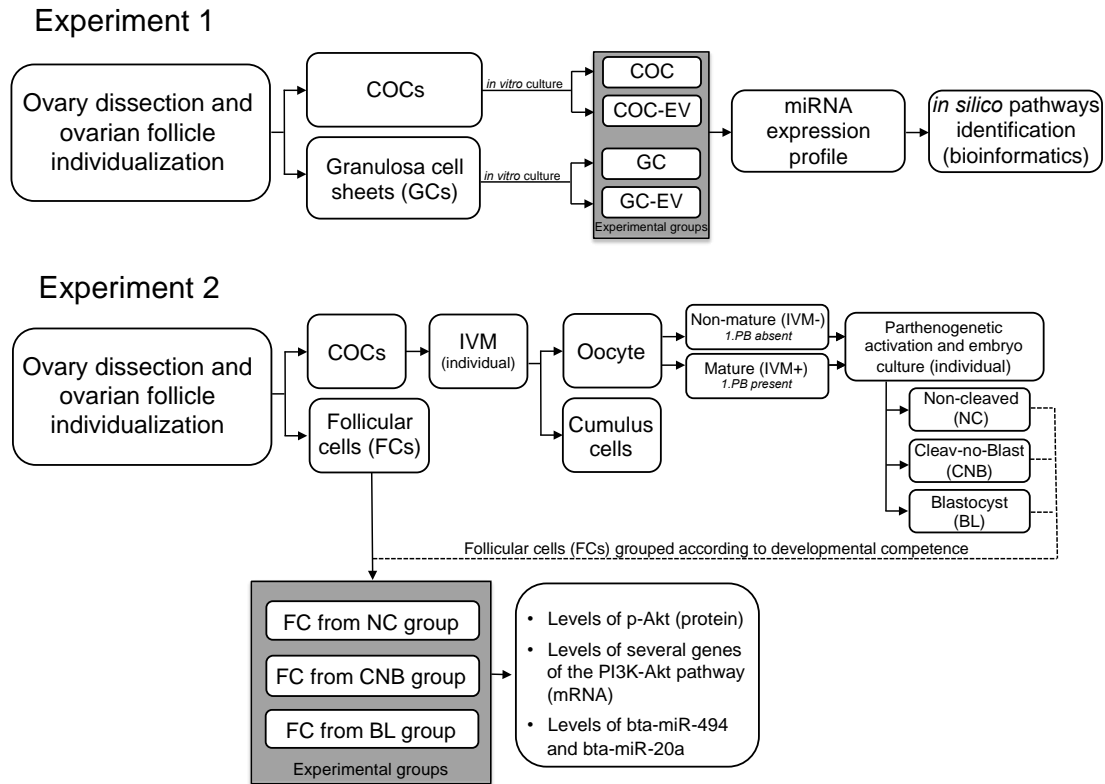 Experiment 1
Ovary dissection and
ovarian follicle
individualization
COCs
Granulosa cell
sheets (GCs)
in vitro culture
in vitro culture
COC
COC-EV
GC
GC-EV
Experimental groups
miRNA
expression
profile
in silico pathways
identification
(bioinformatics)
Experiment 2
Ovary dissection and
ovarian follicle
individualization
COCs
Follicular
cells (FCs)
IVM
(individual)
Oocyte
Cumulus
cells
Non-mature (IVM-)
1.PB absent
Mature (IVM+)
1.PB present
Parthenogenetic
activation and embryo
culture (individual)
Non-cleaved
(NC)
Cleav-no-Blast
(CNB)
Blastocyst
(BL)
Follicular cells (FCs) grouped according to developmental competence
FC from NC group
FC from CNB group
FC from BL group
Experimental groups
• Levels of p-Akt (protein)
• Levels of several genes
of the PI3K-Akt pathway
(mRNA)
• Levels of bta-miR-494
and bta-miR-20a